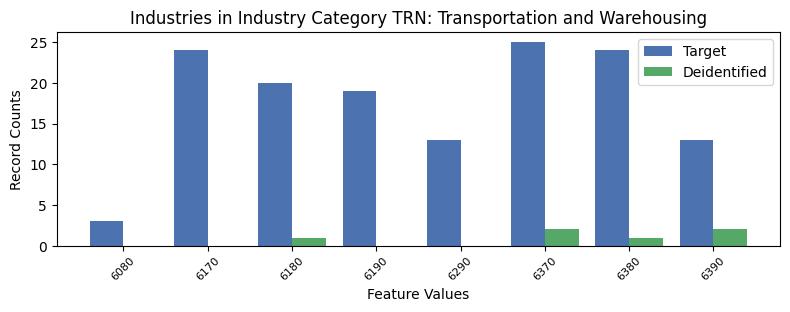 Industries in Industry Category TRN: Transportation and Warehousing
Record Counts
25
20
15
10
5
0
Target
Deidentified
6080 6170 6180 6190 6290 6370 6380 6390
Feature Values